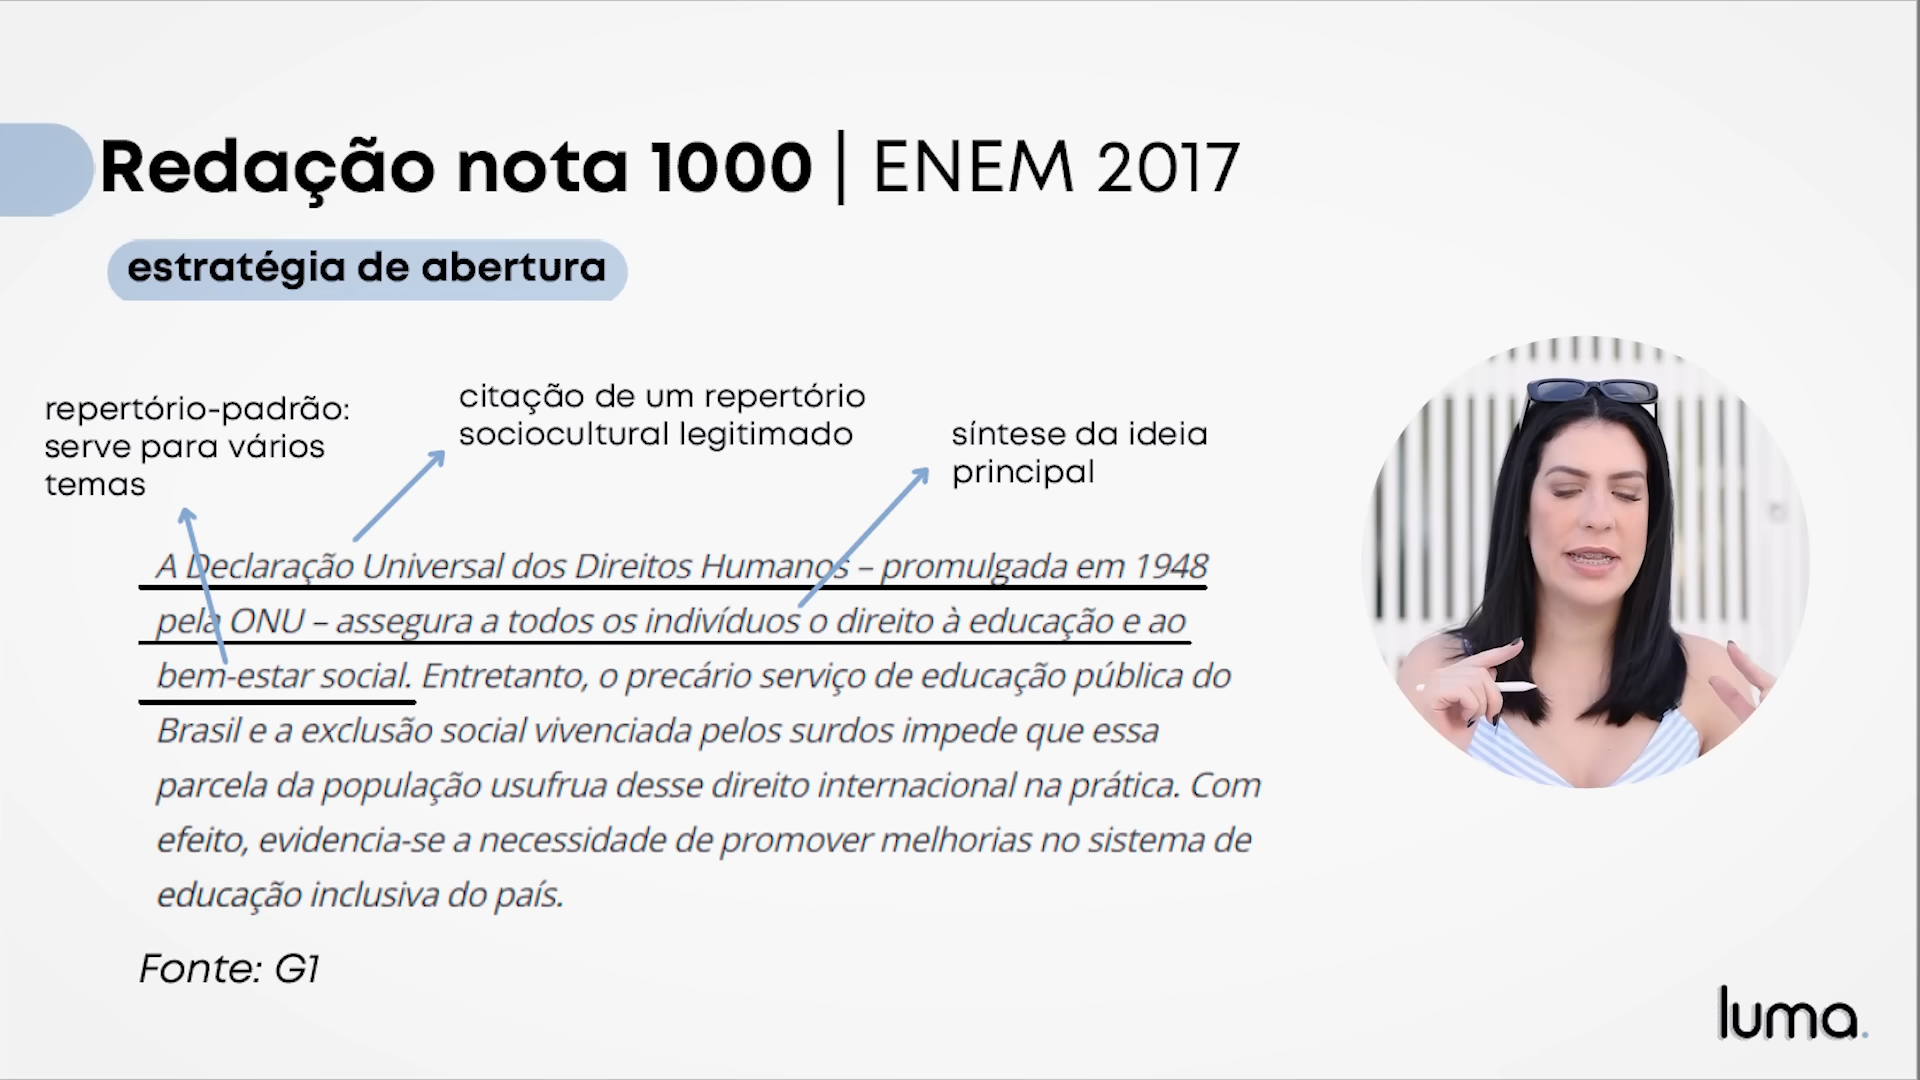 Redação nota 1000 | ENEM 2017
estratégia de abertura
repertório-padrão:
serve para vários
temas
citação de um repertório
sociocultural legitimado
síntese da ideia
principal
A Declaração Universal dos Direitos Humanos – promulgada em 1948
pela ONU – assegura a todos os indivíduos o direito à educação e ao
bem-estar social. Entretanto, o precário serviço de educação pública do
Brasil e a exclusão social vivenciada pelos surdos impede que essa
parcela da população usufrua desse direito internacional na prática. Com
efeito, evidencia-se a necessidade de promover melhorias no sistema de
educação inclusiva do país.
Fonte: G1
luma.